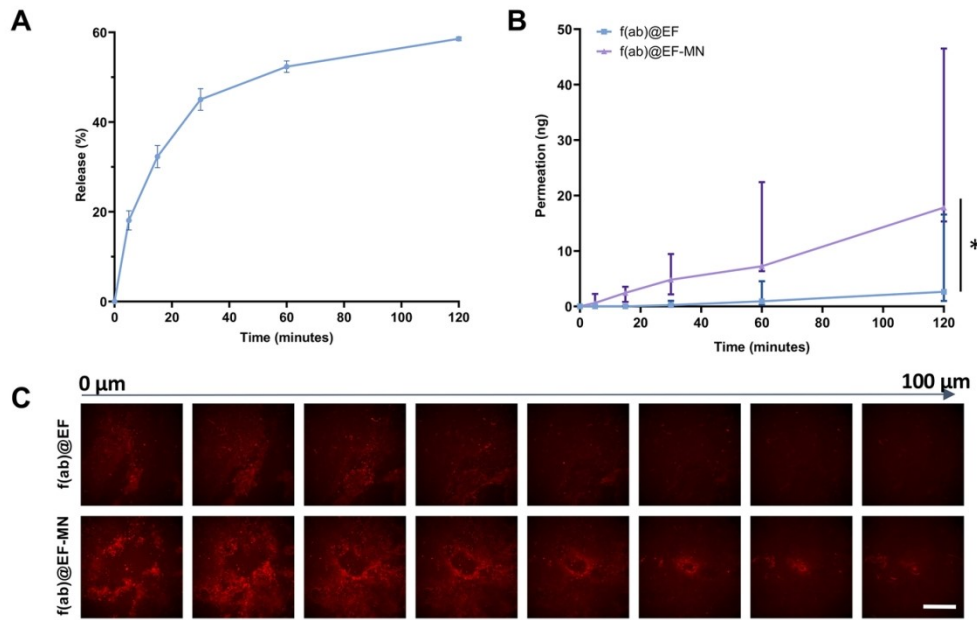 A
60
40
20
0
Release (%)
0 20 40 60 80 100 120
Time (minutes)
B
f(ab)@EF
f(ab)@EF-MN
50
40
30
20
10
0
Permeation (ng)
0 20 40 60 80 100 120
Time (minutes)
*
C
0 µm 100 µm
f(ab)@EF
f(ab)@EF-MN